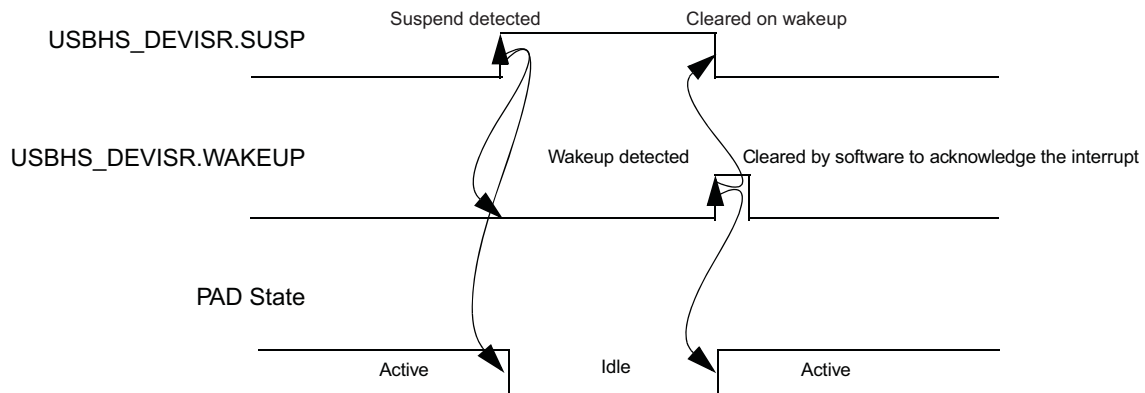 Suspend detected
Cleared on wakeup
USBHS_DEVISR.SUSP
USBHS_DEVISR.WAKEUP
Wakeup detected
Cleared by software to acknowledge the interrupt
PAD State
Active
Idle
Active